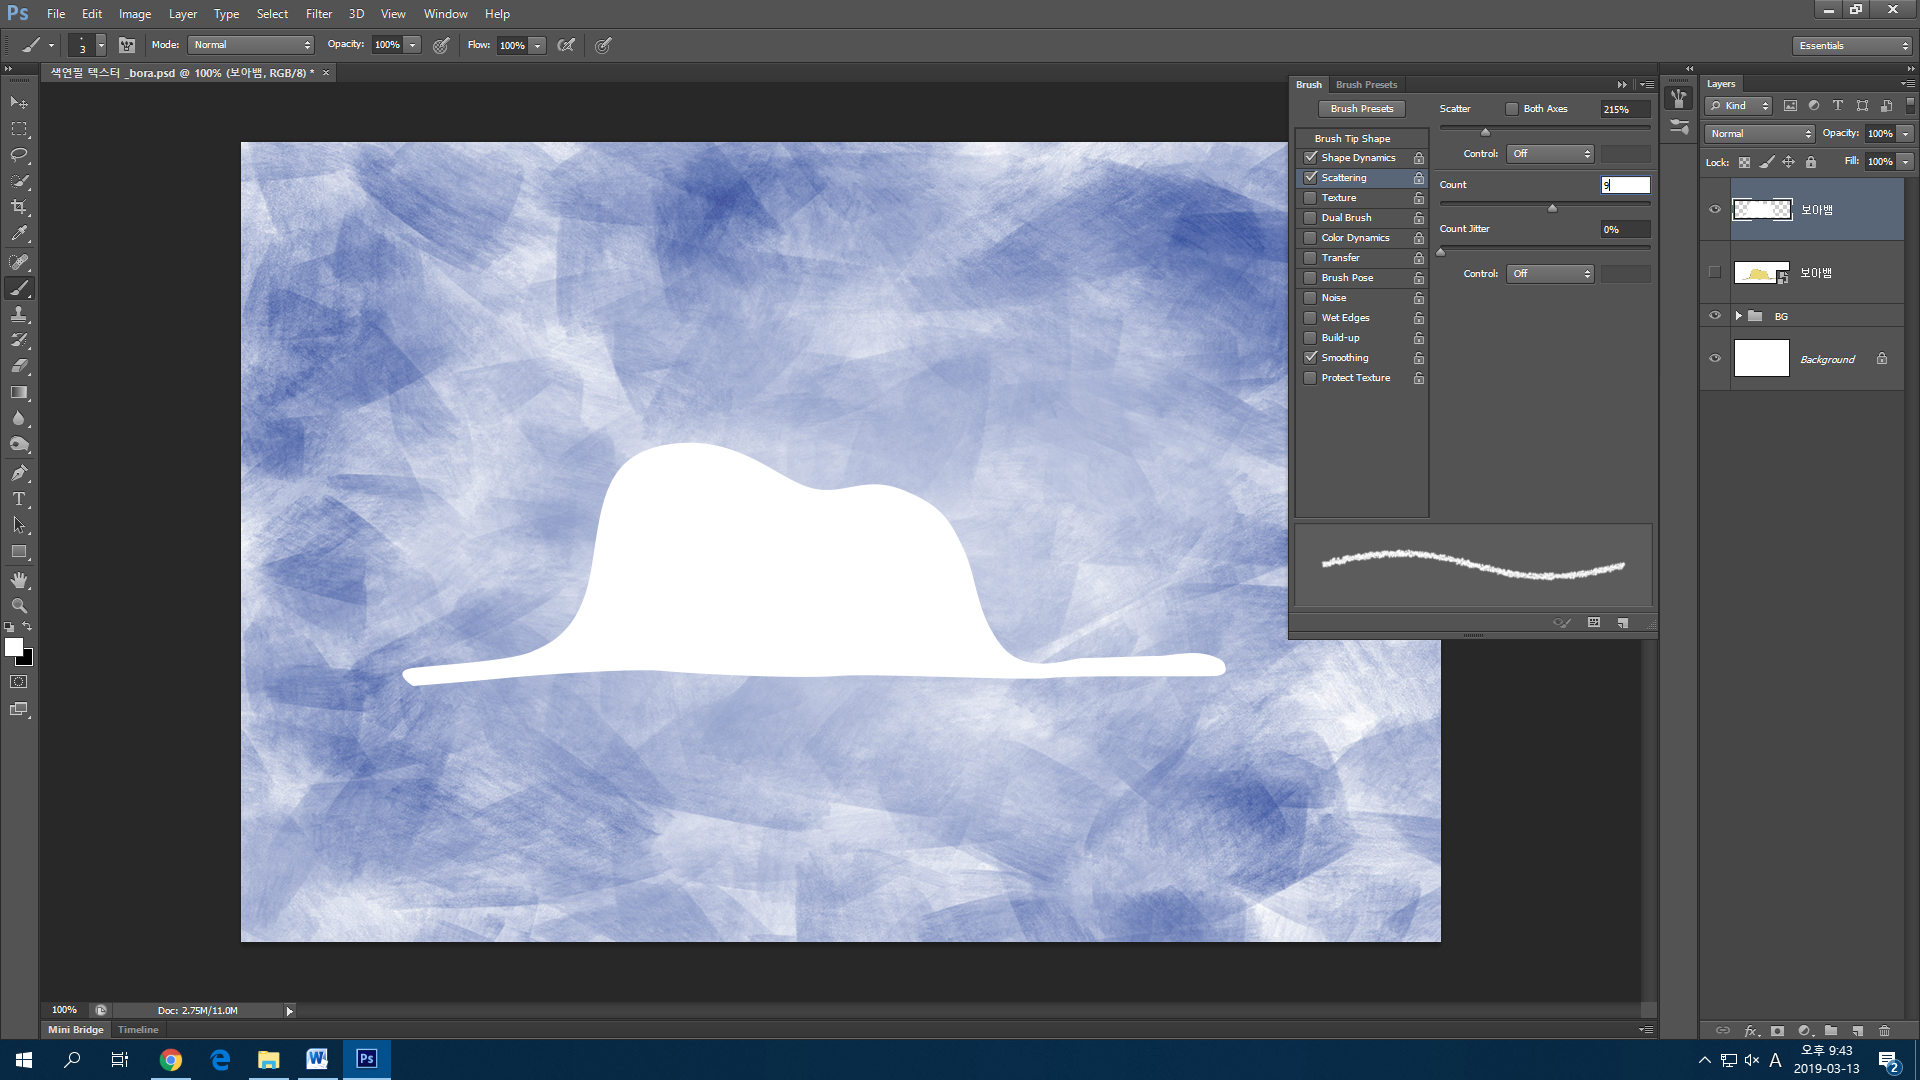 Ps File Edit Image Layer Type Select Filter 3D View Window Help
3 Mode: Normal Opacity: 100% Flow: 100% Essentials
색연필 텍스터 _bora.psd @ 100% (보아뱀, RGB/8) * ×
Brush Brush Presets
Brush Presets
Brush Tip Shape
Shape Dynamics
Scattering
Texture
Dual Brush
Color Dynamics
Transfer
Brush Pose
Noise
Wet Edges
Build-up
Smoothing
Protect Texture
Scatter Both Axes 215%
Control: Off
Count 9
Count Jitter 0%
Control: Off
Layers
Kind
Normal Opacity: 100%
Lock: Fill: 100%
보아뱀
보아뱀
BG
Background
100% Doc: 2.75M/11.0M
Mini Bridge Timeline
Ps
A 오후 9:43
2019-03-13
2